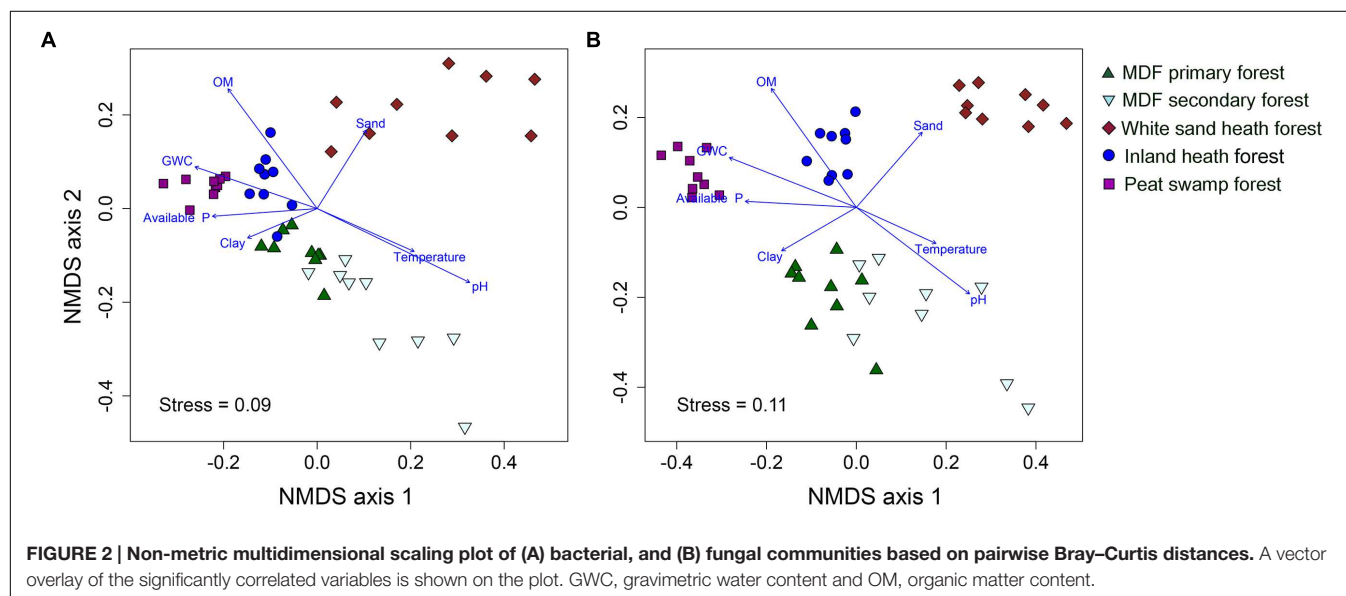 A
B
OM
Sand
GWC
Available P
Clay
Temperature
pH
Stress = 0.09
0.2
0.0
-0.2
-0.4
NMDS axis 2
-0.2
0.0
0.2
0.4
NMDS axis 1
OM
Sand
GWC
Available P
Clay
Temperature
pH
Stress = 0.11
0.2
0.0
-0.2
-0.4
-0.4
-0.2
0.0
0.2
0.4
NMDS axis 1
MDF primary forest
MDF secondary forest
White sand heath forest
Inland heath forest
Peat swamp forest
FIGURE 2 | Non-metric multidimensional scaling plot of (A) bacterial, and (B) fungal communities based on pairwise Bray–Curtis distances. A vector
overlay of the significantly correlated variables is shown on the plot. GWC, gravimetric water content and OM, organic matter content.